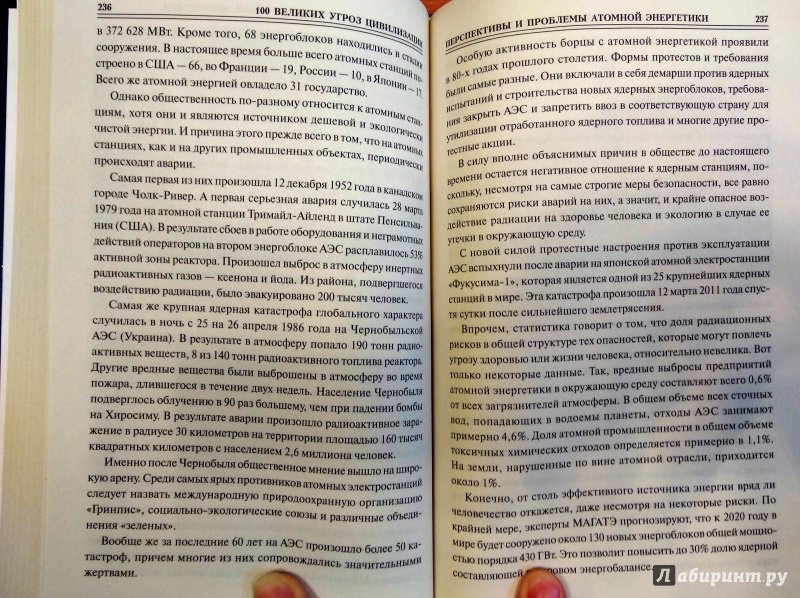 236
100 ВЕЛИКИХ УГРОЗ ЦИВИЛИЗАЦИИ
в 372 628 МВт. Кроме того, 68 энергоблоков находились в стадии
сооружения. В настоящее время больше всего атомных станций по-
строено в США — 66, во Франции — 19, России — 10, в Японии — 17.
Всего же атомной энергией овладело 31 государство.
Однако общественность по-разному относится к атомным стан-
циям, хотя они и являются источником дешевой и экологически
чистой энергии. И причина этого прежде всего в том, что на атомных
станциях, как и на других промышленных объектах, периодически
происходят аварии.
Самая первая из них произошла 12 декабря 1952 года в канадском
городе Чолк-Ривер. А первая серьезная авария случилась 28 марта
1979 года на атомной станции Тримайл-Айленд в штате Пенсильва-
ния (США). В результате сбоев в работе оборудования и неграмотных
действий операторов на втором энергоблоке АЭС расплавилось 53%
активной зоны реактора. Произошел выброс в атмосферу инертных
радиоактивных газов — ксенона и йода. Из района, подвергшегося
воздействию радиации, было эвакуировано 200 тысяч человек.
Самая же крупная ядерная катастрофа глобального характера
случилась в ночь с 25 на 26 апреля 1986 года на Чернобыльской
АЭС (Украина). В результате в атмосферу попало 190 тонн радио-
активных веществ, 8 из 140 тонн радиоактивного топлива реактора.
Другие вредные вещества были выброшены в атмосферу во время
пожара, длившегося в течение двух недель. Население Чернобыля
подверглось облучению в 90 раз большему, чем при падении бомбы
на Хиросиму. В результате аварии произошло радиоактивное зара-
жение в радиусе 30 километров на территории площадью 160 тысяч
квадратных километров с населением 2,6 миллиона человек.
Именно после Чернобыля общественное мнение вышло на широ-
кую арену. Среди самых ярых противников атомных электростанций
следует назвать международную природоохранную организацию
«Гринпис», социально-экологические союзы и различные объеди-
нения «зеленых».
Вообще же за последние 60 лет на АЭС произошло более 50 ка-
тастроф, причем многие из них сопровождались значительными
жертвами.
ПЕРСПЕКТИВЫ И ПРОБЛЕМЫ АТОМНОЙ ЭНЕРГЕТИКИ
237
Особую активность борцы с атомной энергетикой проявили
в 80-х годах прошлого столетия. Формы протестов и требования
были самые разные. Они включали в себя демарши против ядерных
испытаний и строительства новых ядерных энергоблоков, требова-
ния закрыть АЭС и запретить ввоз в соответствующую страну для
утилизации отработанного ядерного топлива и многие другие про-
тестные акции.
В силу вполне объяснимых причин в обществе до настоящего
времени остается негативное отношение к ядерным станциям, по-
скольку, несмотря на самые строгие меры безопасности, все равно
сохраняются риски аварий на них, а значит, и крайне опасное воз-
действие радиации на здоровье человека и экологию в случае ее
утечки в окружающую среду.
С новой силой протестные настроения против эксплуатации
АЭС вспыхнули после аварии на японской атомной электростанции
«Фукусима-1», которая является одной из 25 крупнейших ядерных
станций в мире. Эта катастрофа произошла 12 марта 2011 года спус-
тя сутки после сильнейшего землетрясения.
Впрочем, статистика говорит о том, что доля радиационных
рисков в общей структуре тех опасностей, которые могут повлечь
угрозу здоровью или жизни человека, относительно невелика. Вот
только некоторые данные. Так, вредные выбросы предприятий
атомной энергетики в окружающую среду составляют всего 0,6%
от всех загрязнителей атмосферы. В общем объеме всех сточных
вод, попадающих в водоемы планеты, отходы АЭС занимают
примерно 4,6%. Доля атомной промышленности в общем объеме
токсичных химических отходов определяется примерно в 1,1%.
На земли, нарушенные по вине атомной отрасли, приходится
около 1%.
Конечно, от столь эффективного источника энергии вряд ли
человечество откажется, даже несмотря на некоторые риски. По
крайней мере, эксперты МАГАТЭ прогнозируют, что к 2020 году в
мире будет сооружено около 130 новых энергоблоков общей мощно-
стью порядка 430 ГВт. Это позволит повысить до 30% долю ядерной
составляющей в мировом энергобалансе.
Лабиринт.ру